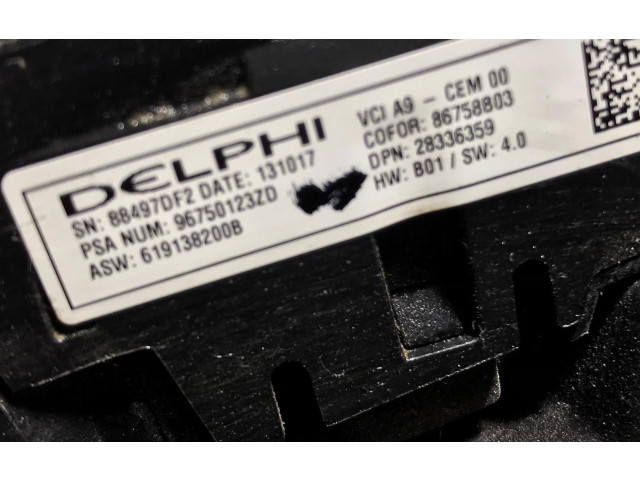 DELPHI
SN: 88497DF2 DATE: 131017
PSA NUM: 96750123ZD
ASW: 619138200B
VCI A9 - CEM 00
COFOR: 86758803
DPN: 28336359
HW: B01 / SW: 4.0